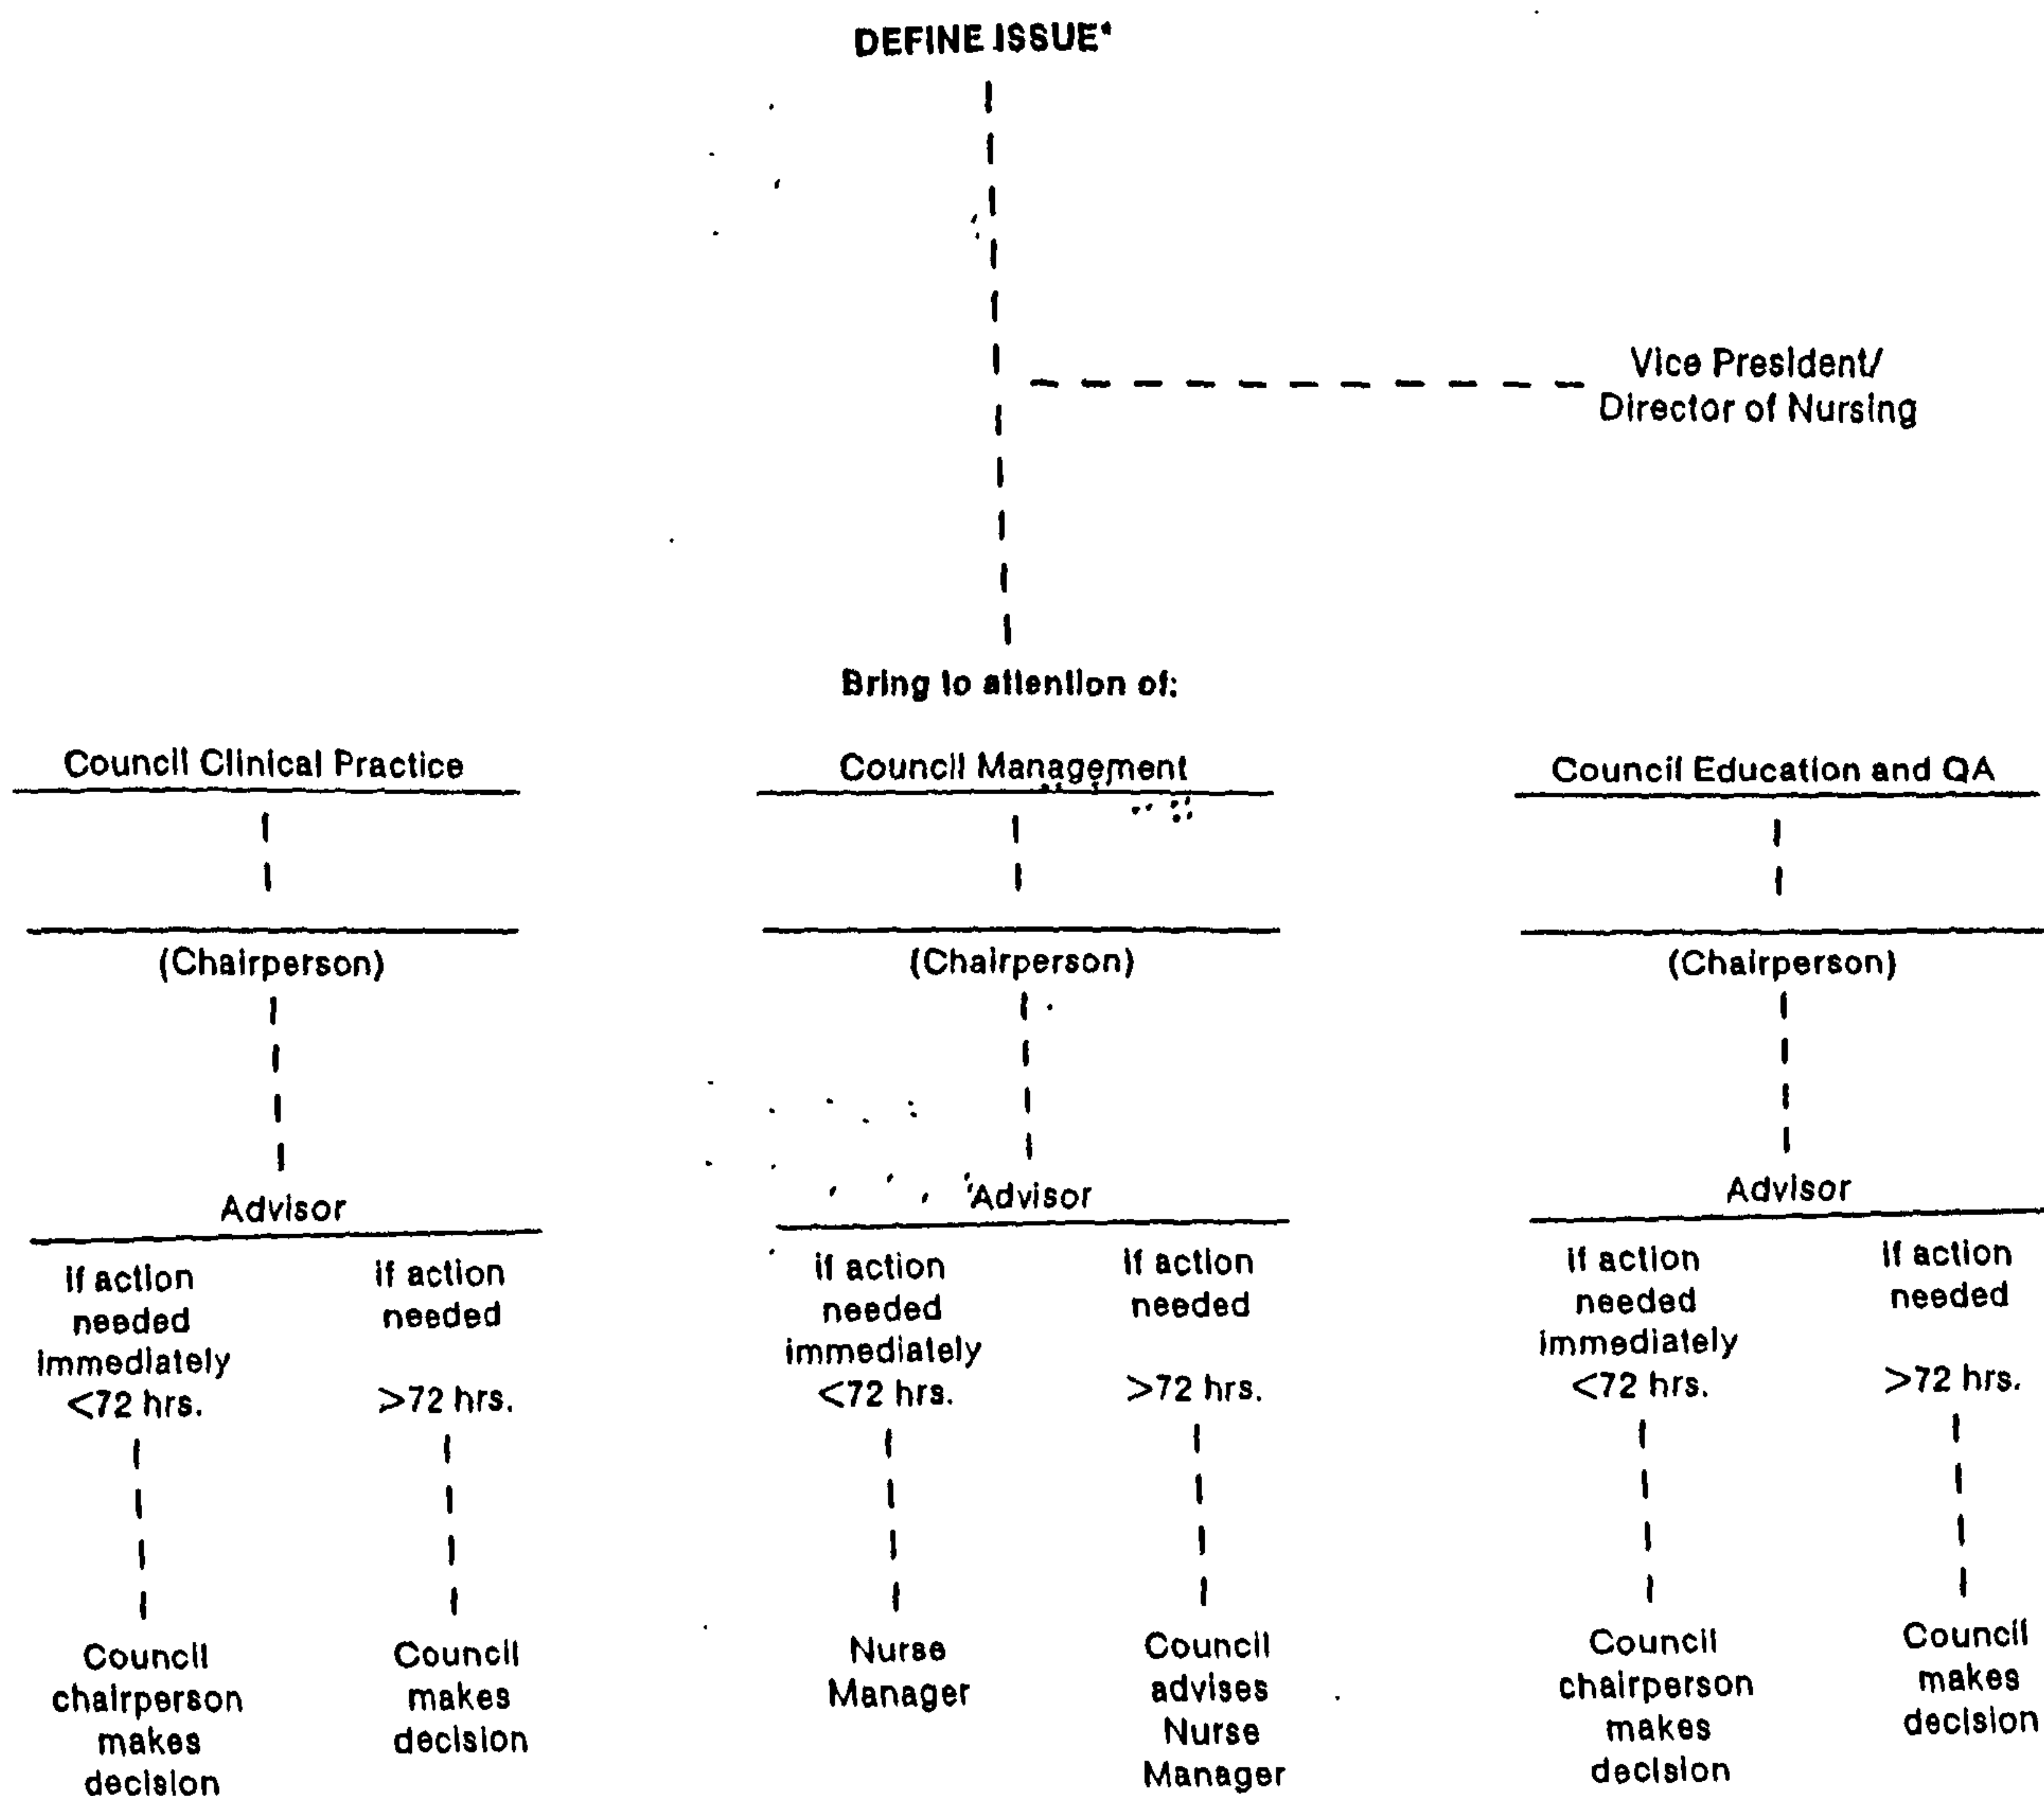 DEFINE ISSUE*
Vice President/
Director of Nursing
Bring to attention of:
Council Clinical Practice
(Chairperson)
Advisor
if action
needed
immediately
<72 hrs.
if action
needed
>72 hrs.
Council
chairperson
makes
decision
Council
makes
decision
Council Management
(Chairperson)
Advisor
if action
needed
immediately
<72 hrs.
if action
needed
>72 hrs.
Nurse
Manager
Council
advises
Nurse
Manager
Council Education and QA
(Chairperson)
Advisor
if action
needed
immediately
<72 hrs.
if action
needed
>72 hrs.
Council
chairperson
makes
decision
Council
makes
decision